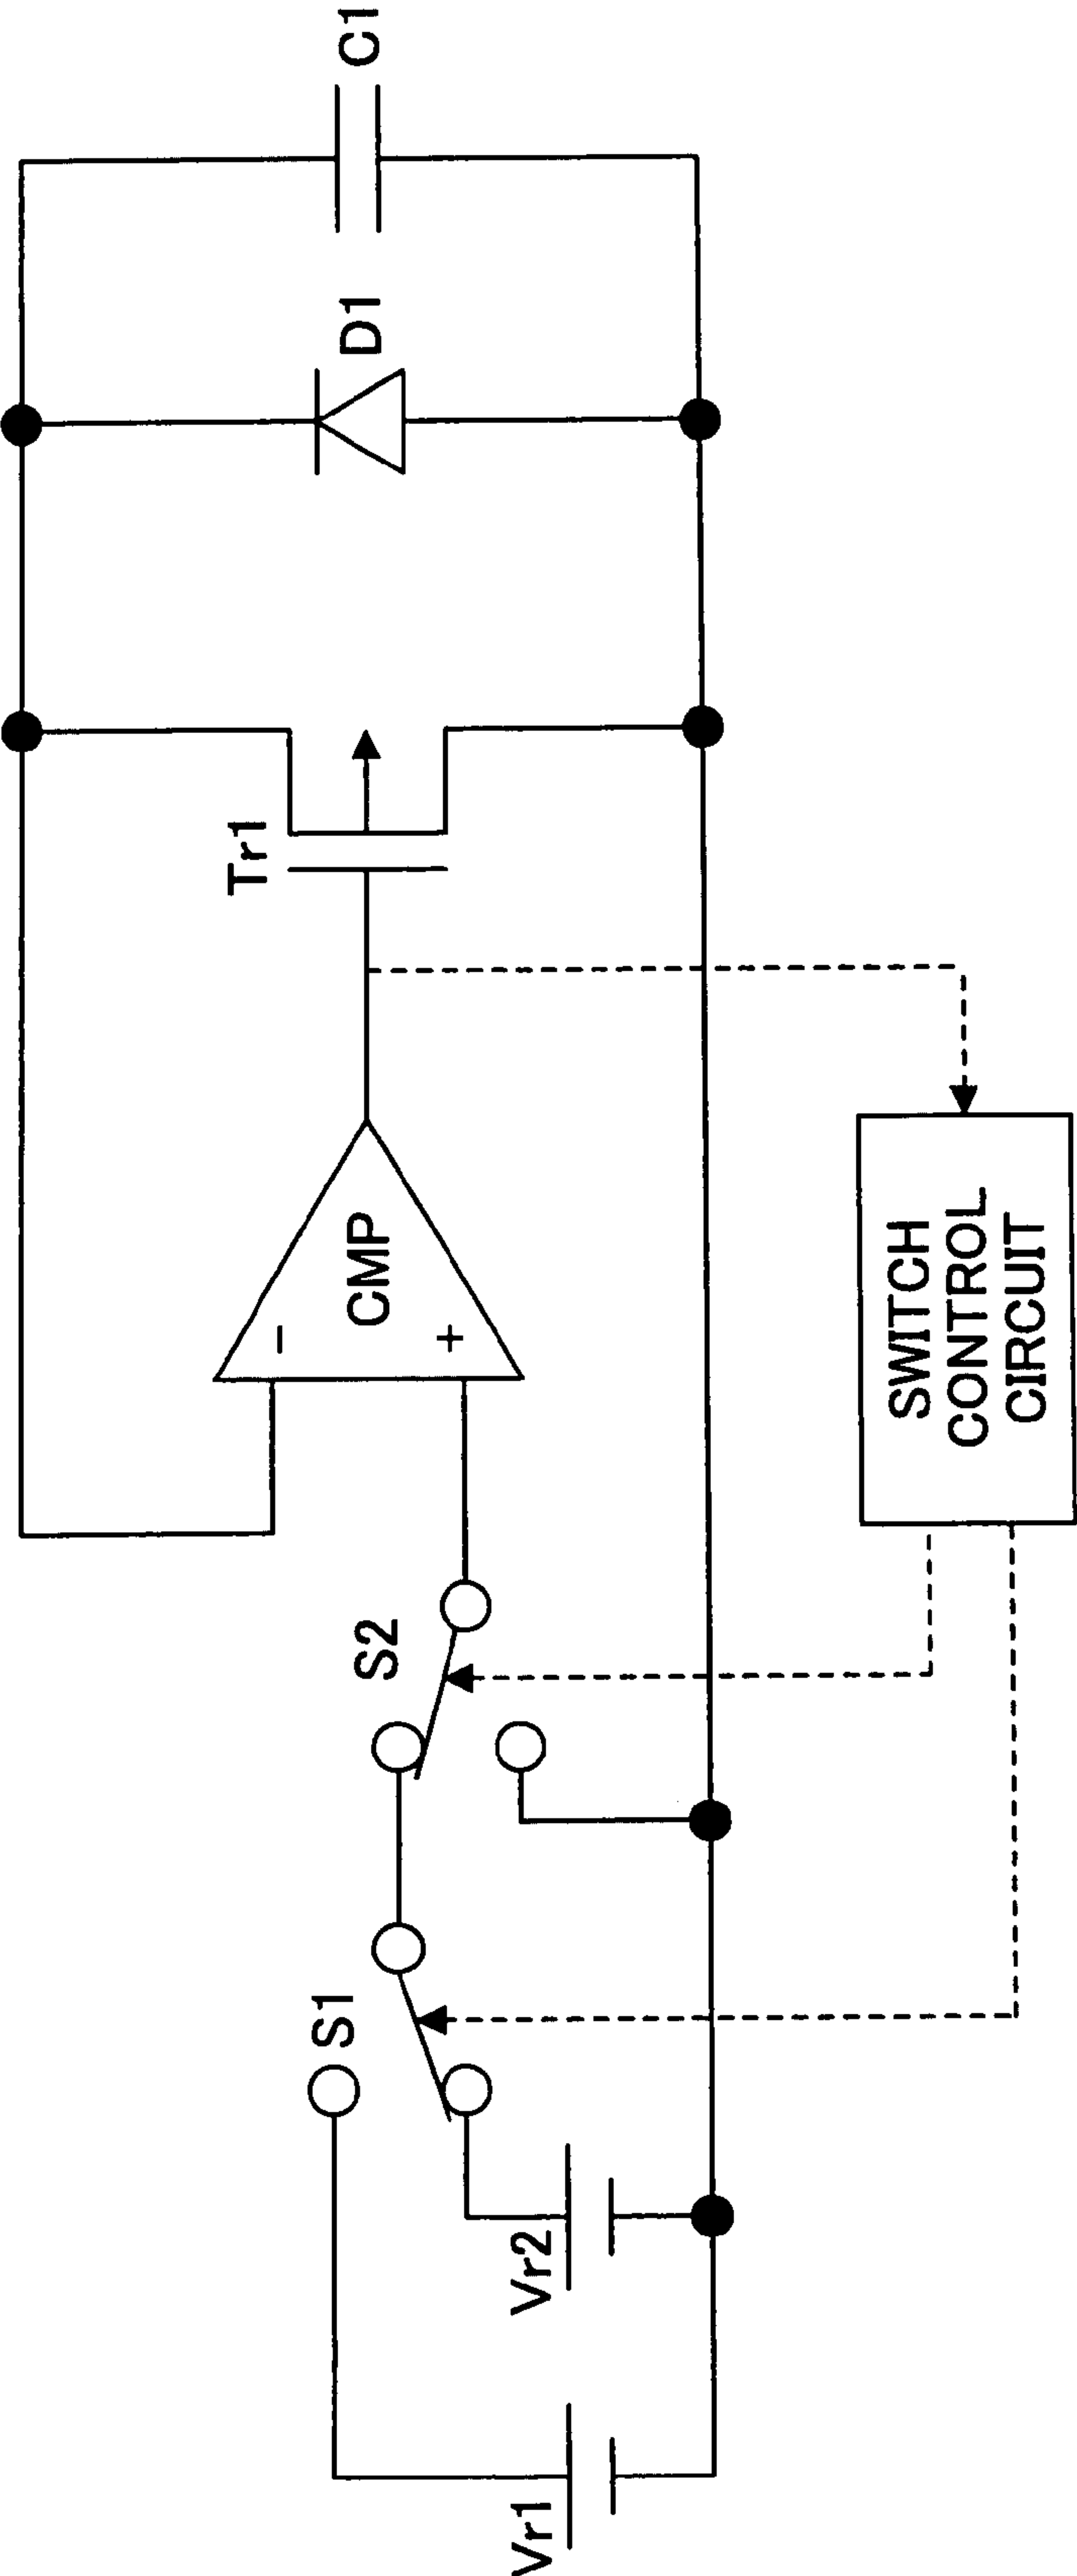 Vr1
Vr2
S1
S2
-
+
CMP
Tr1
D1
C1
SWITCH
CONTROL
CIRCUIT